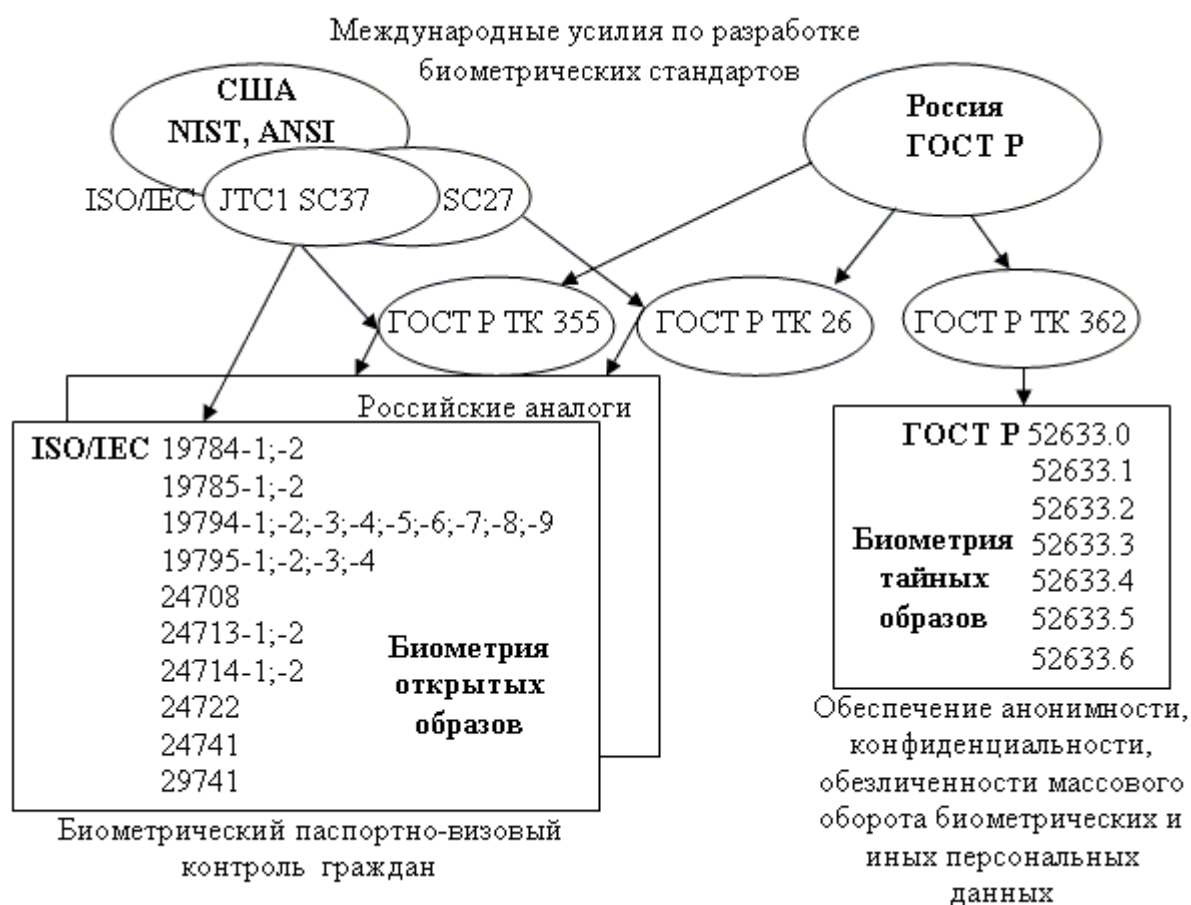 Международные усилия по разработке
биометрических стандартов
США
NIST, ANSI
Россия
ГОСТ Р
ISO/IEC
JTC1 SC37
SC27
ГОСТ Р ТК 355
ГОСТ Р ТК 26
ГОСТ Р ТК 362
Российские аналоги
ISO/IEC 19784-1;-2
19785-1;-2
19794-1;-2;-3;-4;-5;-6;-7;-8;-9
19795-1;-2;-3;-4
24708
24713-1;-2
24714-1;-2
24722
24741
29741
Биометрия
открытых
образов
Биометрический паспортно-визовый
контроль граждан
ГОСТ Р 52633.0
52633.1
52633.2
52633.3
52633.4
52633.5
52633.6
Биометрия
тайных
образов
Обеспечение анонимности,
конфиденциальности,
обезличенности массового
оборота биометрических и
иных персональных
данных